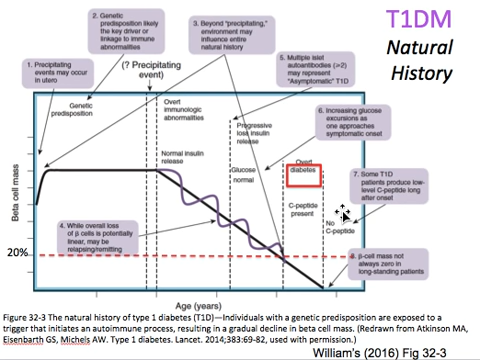 T1DM
Natural
History
2. Genetic
predisposition likely
the key driver or
linkage to immune
abnormalities
3. Beyond "precipitating,"
environment may
influence entire
natural history
1. Precipitating
events may occur
in utero
(? Precipitating
event)
5. Multiple islet
autoantibodies (>2)
may represent
"Asymptomatic" T1D
Genetic
predisposition
Overt
immunologic
abnormalities
Progressive
loss insulin
release
6. Increasing glucose
excursions as one
approaches
symptomatic onset
Normal insulin
release
Glucose
normal
Overt
diabetes
7. Some T1D
patients produce low-
level C-peptide long
after onset
C-peptide
present
No
C-peptide
4. While overall loss
of β cells is potentially
linear, may be
relapsing/remitting
8. β-cell mass not
always zero in
long-standing patients
Beta cell mass
20%
Age (years)
Figure 32-3 The natural history of type 1 diabetes (T1D)—Individuals with a genetic predisposition are exposed to a
trigger that initiates an autoimmune process, resulting in a gradual decline in beta cell mass. (Redrawn from Atkinson MA,
Eisenbarth GS, Michels AW. Type 1 diabetes. Lancet. 2014;383:69-82, used with permission.)
William's (2016) Fig 32-3